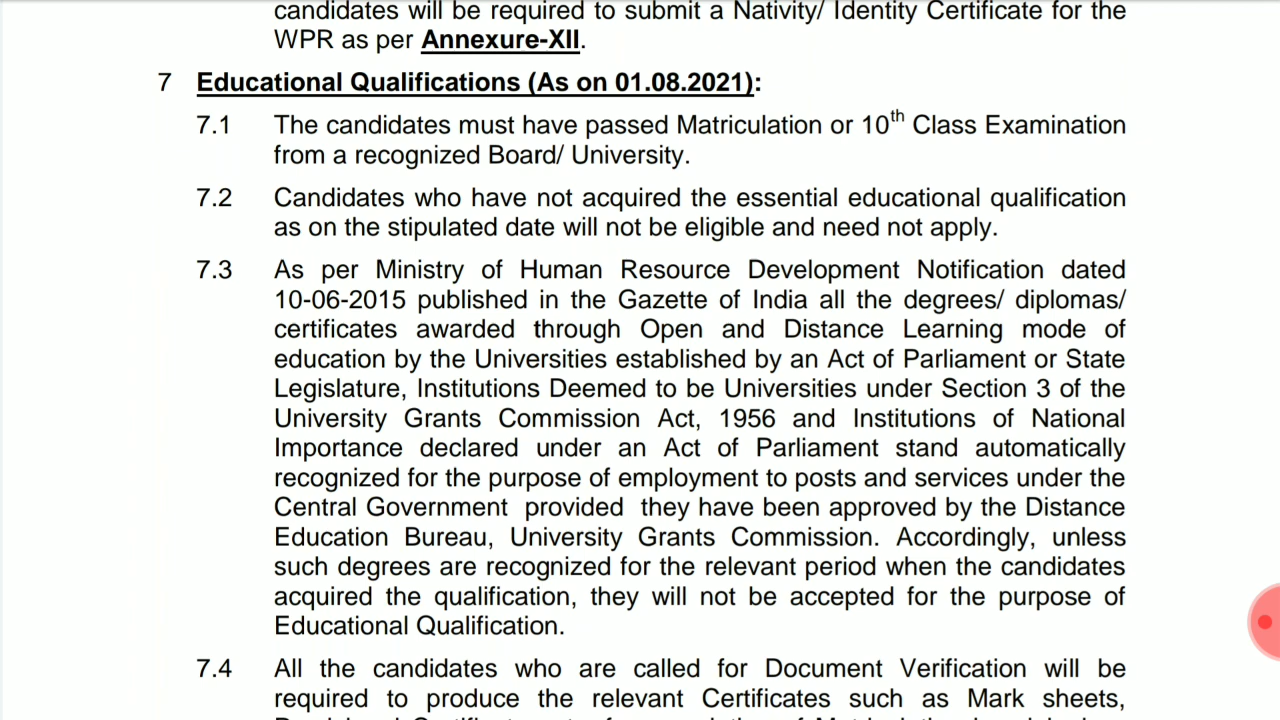 candidates will be required to submit a Nativity/ Identity Certificate for the
WPR as per Annexure-XII.
7 Educational Qualifications (As on 01.08.2021):
7.1 The candidates must have passed Matriculation or 10th Class Examination
from a recognized Board/ University.
7.2 Candidates who have not acquired the essential educational qualification
as on the stipulated date will not be eligible and need not apply.
7.3 As per Ministry of Human Resource Development Notification dated
10-06-2015 published in the Gazette of India all the degrees/ diplomas/
certificates awarded through Open and Distance Learning mode of
education by the Universities established by an Act of Parliament or State
Legislature, Institutions Deemed to be Universities under Section 3 of the
University Grants Commission Act, 1956 and Institutions of National
Importance declared under an Act of Parliament stand automatically
recognized for the purpose of employment to posts and services under the
Central Government provided they have been approved by the Distance
Education Bureau, University Grants Commission. Accordingly, unless
such degrees are recognized for the relevant period when the candidates
acquired the qualification, they will not be accepted for the purpose of
Educational Qualification.
7.4 All the candidates who are called for Document Verification will be
required to produce the relevant Certificates such as Mark sheets,